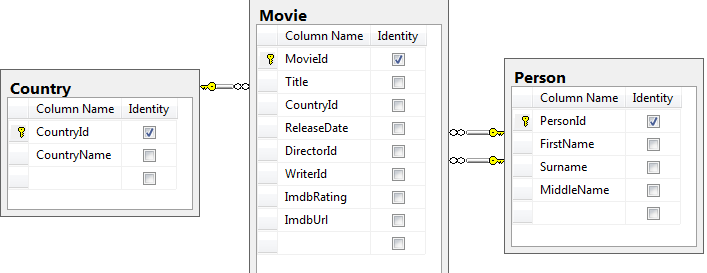 Country
Column Name Identity
CountryId
CountryName
Movie
Column Name Identity
MovieId
Title
CountryId
ReleaseDate
DirectorId
WriterId
ImdbRating
ImdbUrl
Person
Column Name Identity
PersonId
FirstName
Surname
MiddleName